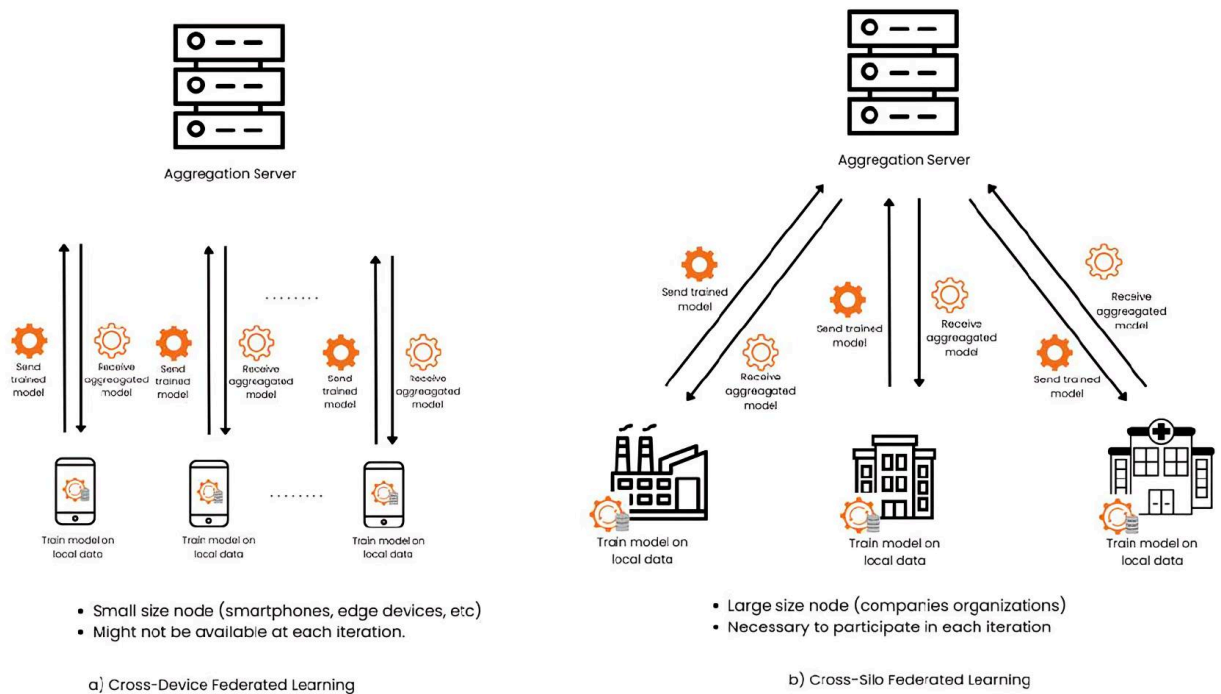 Aggregation Server
Send
trained
model
Receive
aggreagated
model
Send
trained
model
Receive
aggreagated
model
Send
trained
model
Receive
aggreagated
model
Train model on
local data
Train model on
local data
Train model on
local data
• Small size node (smartphones, edge devices, etc)
• Might not be available at each iteration.
a) Cross-Device Federated Learning
Aggregation Server
Send trained
model
Receive
aggreagated
model
Send trained
model
Receive
aggreagated
model
Receive
aggreagated
model
Send trained
model
Train model on
local data
Train model on
local data
Train model on
local data
• Large size node (companies organizations)
• Necessary to participate in each iteration
b) Cross-Silo Federated Learning